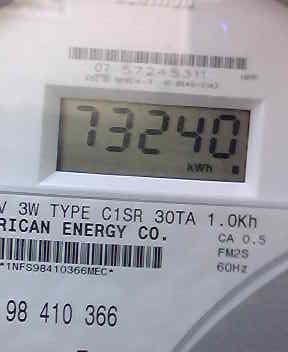 07 57245311
73240
kWh
V 3W TYPE C1SR 30TA 1.0Kh
RICAN ENERGY CO.
CA 0.5
FM2S
60Hz
*1NFS98410366MEC*
98 410 366